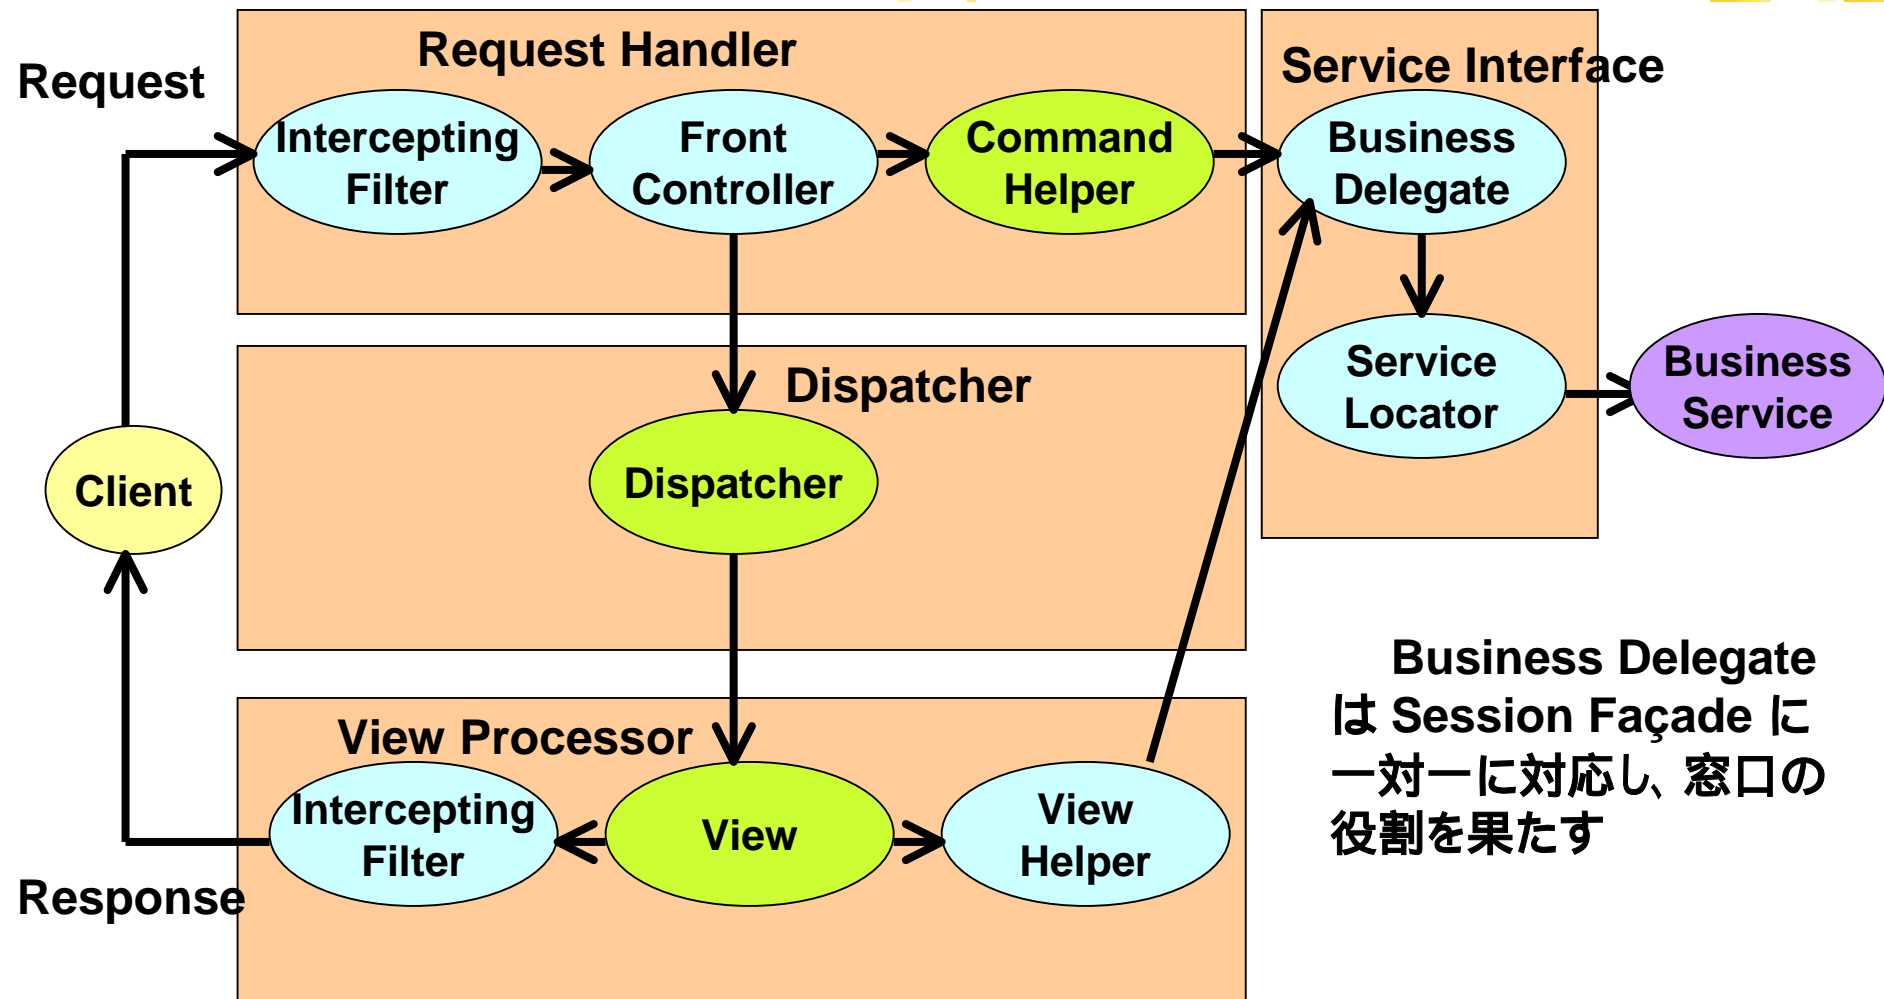 Request Handler
Service Interface
Request
Intercepting
Filter
Front
Controller
Command
Helper
Business
Delegate
Service
Locator
Business
Service
Dispatcher
Dispatcher
Client
View Processor
Intercepting
Filter
View
View
Helper
Response
Business Delegate
は Session Façade に
一対一に対応し、窓口の
役割を果たす